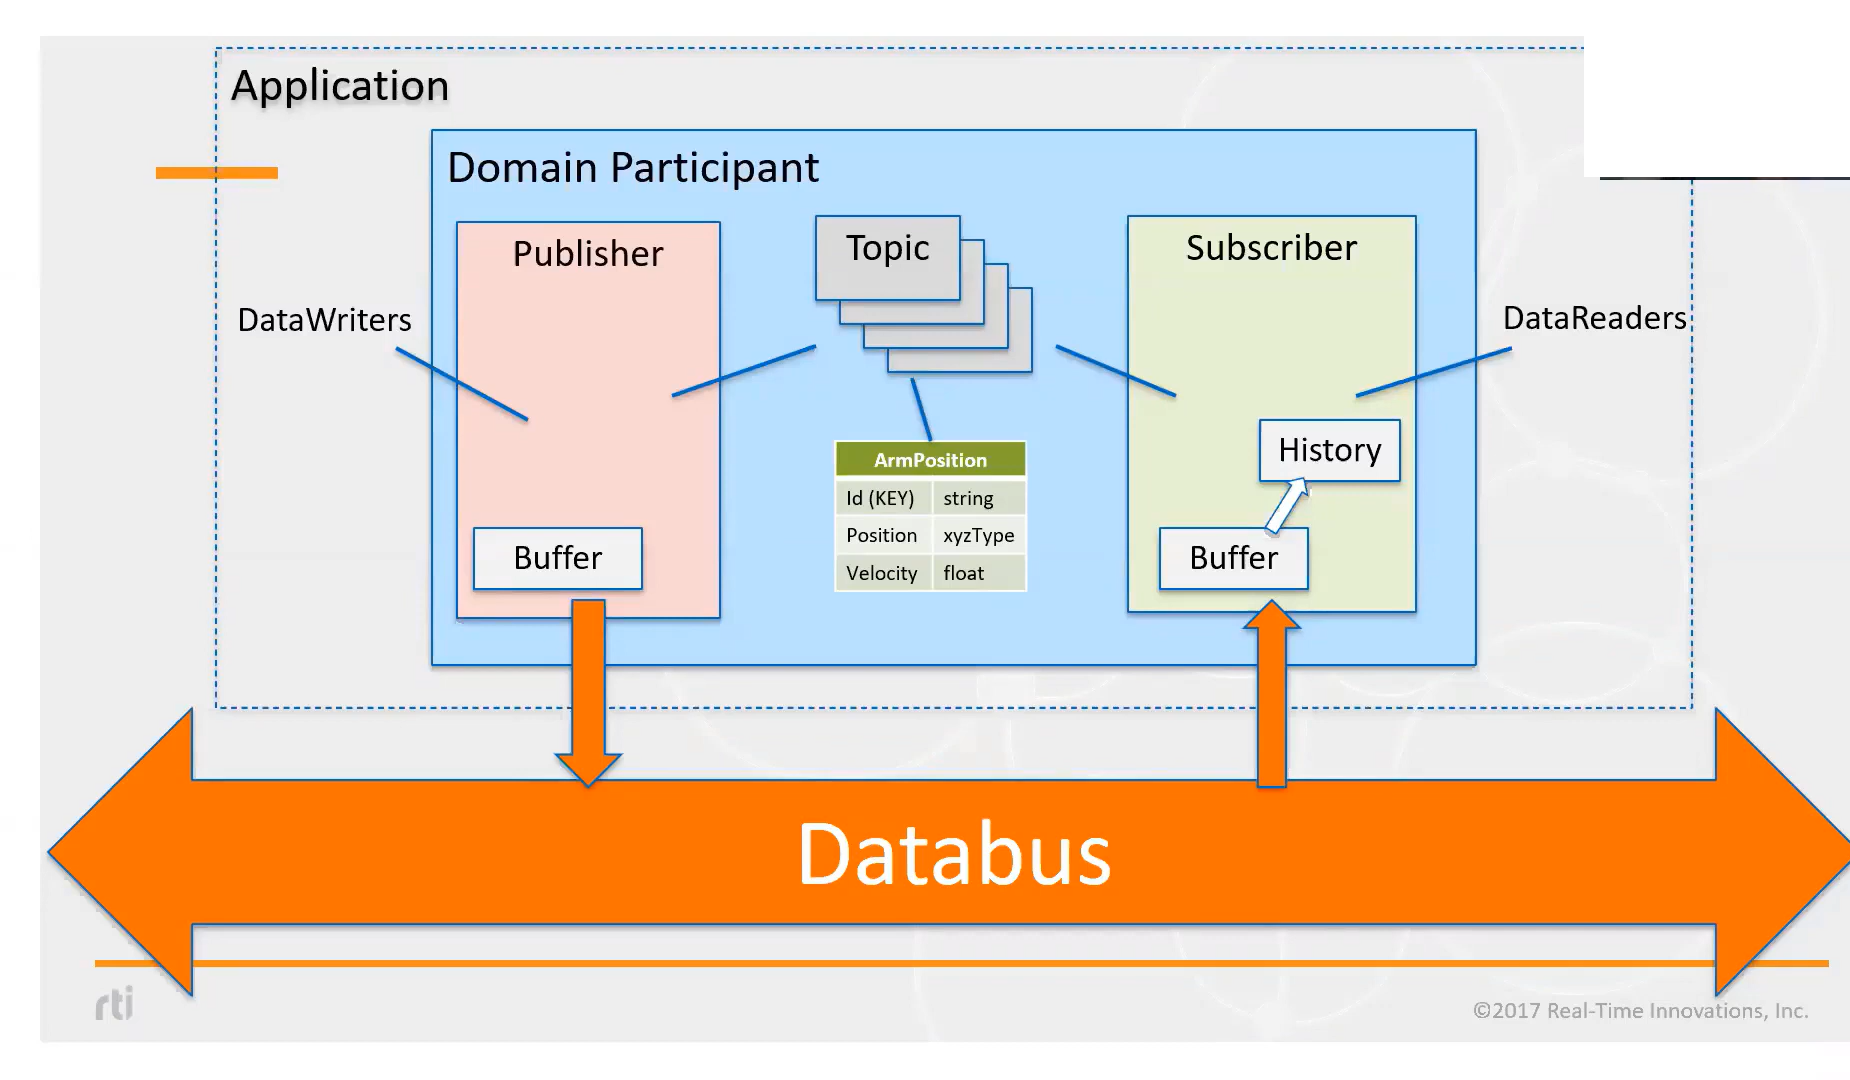 Application
Domain Participant
Publisher
Topic
Subscriber
DataWriters
DataReaders
ArmPosition
Id (KEY) string
Position xyzType
Velocity float
History
Buffer
Buffer
Databus
rti
©2017 Real-Time Innovations, Inc.